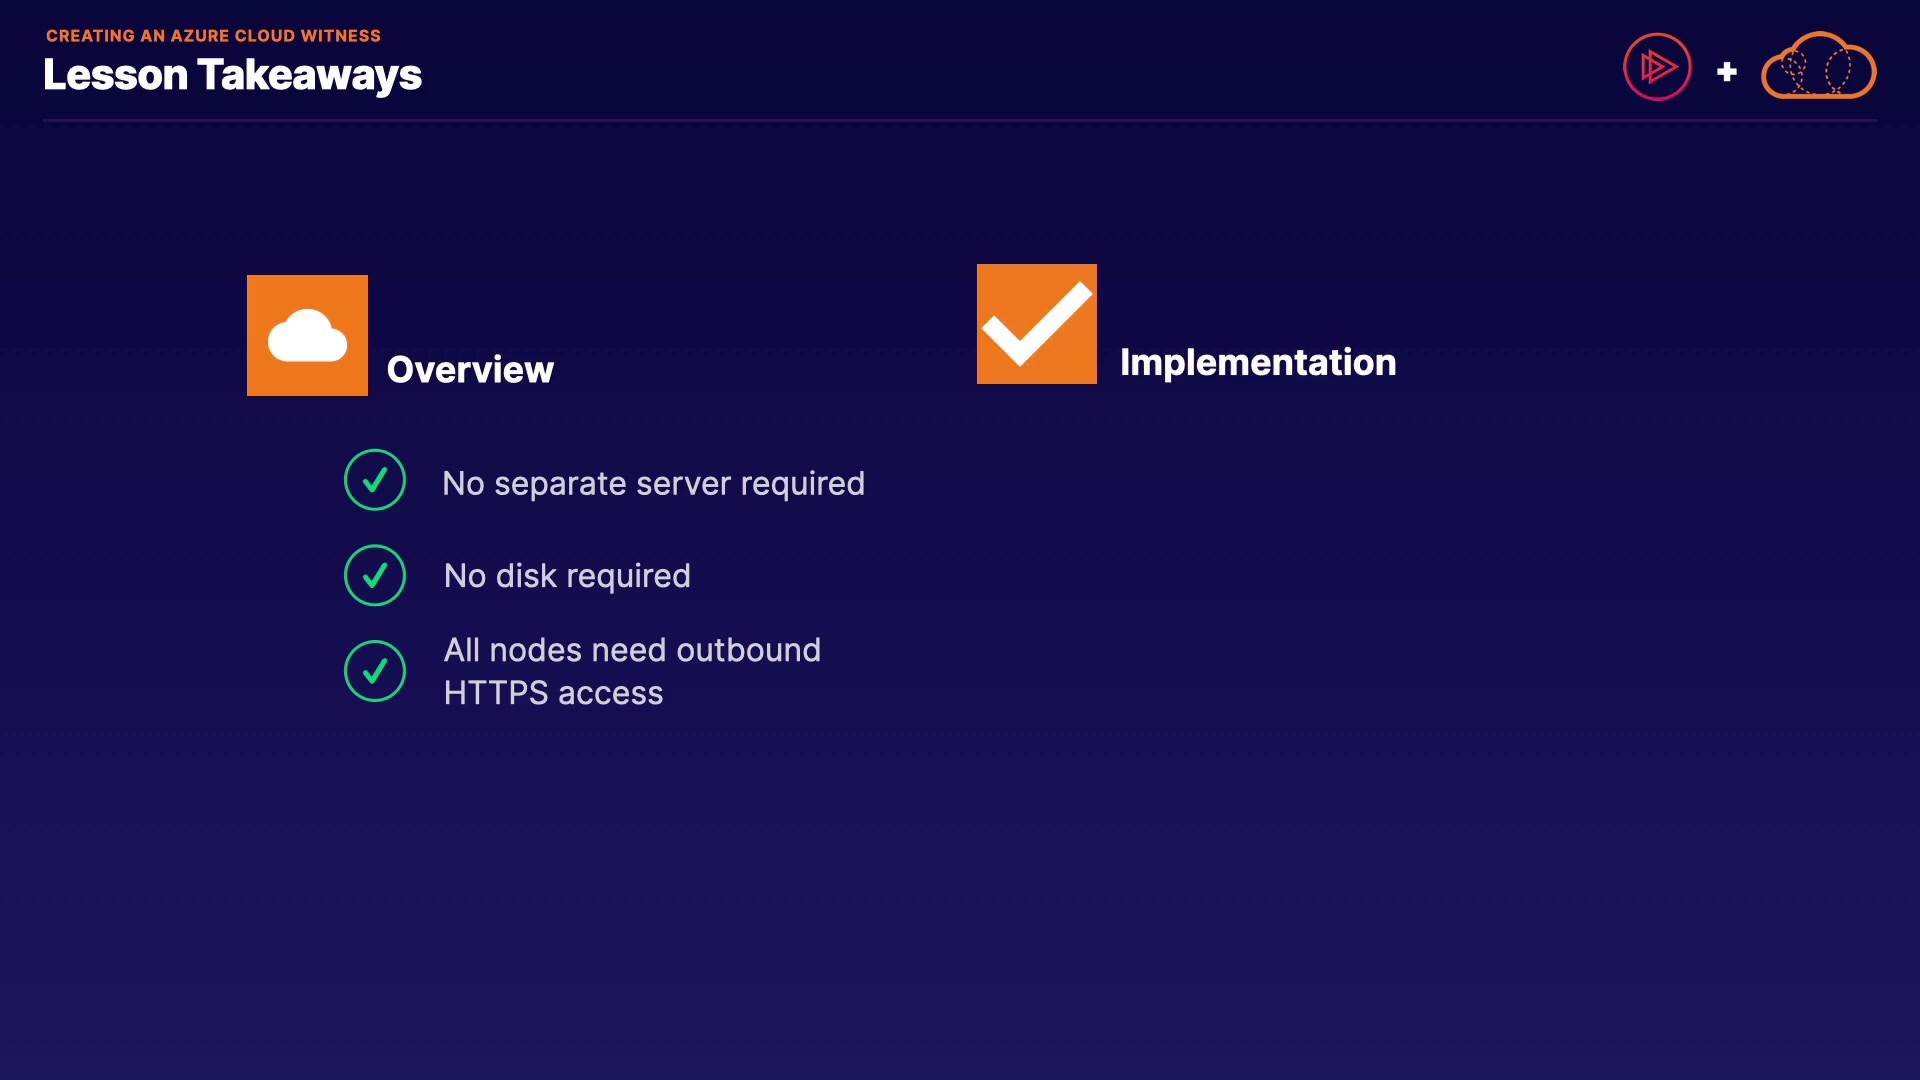 CREATING AN AZURE CLOUD WITNESS
Lesson Takeaways
Overview
No separate server required
No disk required
All nodes need outbound
HTTPS access
Implementation